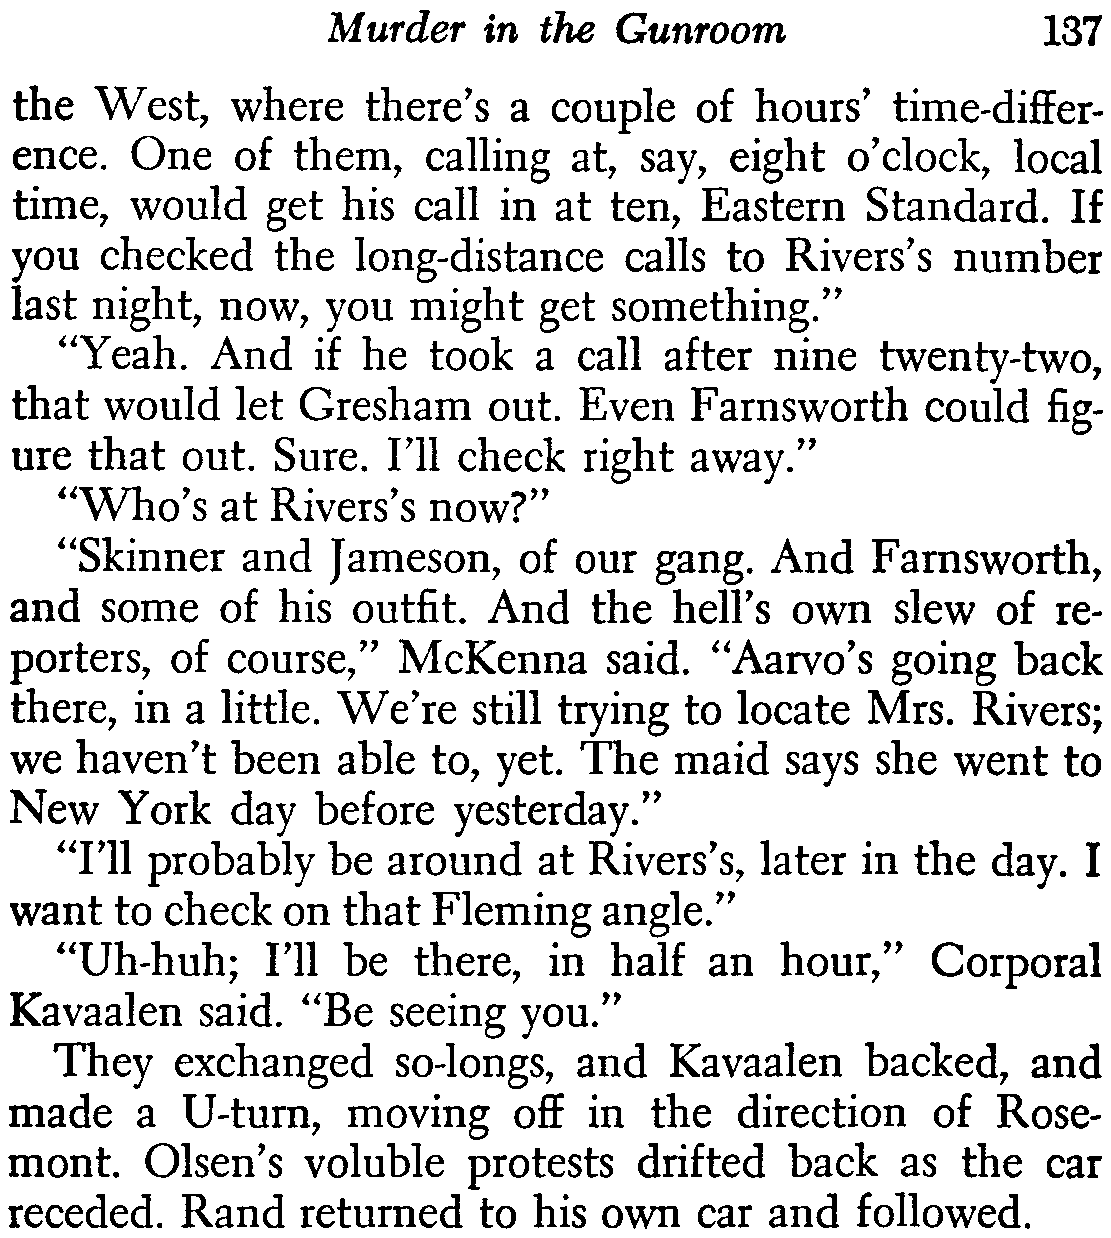 Murder in the Gunroom 137
the West, where there's a couple of hours' time-differ-
ence. One of them, calling at, say, eight o'clock, local
time, would get his call in at ten, Eastern Standard. If
you checked the long-distance calls to Rivers's number
last night, now, you might get something."
"Yeah. And if he took a call after nine twenty-two,
that would let Gresham out. Even Farnsworth could fig-
ure that out. Sure. I'll check right away."
"Who's at Rivers's now?"
"Skinner and Jameson, of our gang. And Farnsworth,
and some of his outfit. And the hell's own slew of re-
porters, of course," McKenna said. "Aarvo's going back
there, in a little. We're still trying to locate Mrs. Rivers;
we haven't been able to, yet. The maid says she went to
New York day before yesterday."
"I'll probably be around at Rivers's, later in the day. I
want to check on that Fleming angle."
"Uh-huh; I'll be there, in half an hour," Corporal
Kavaalen said. "Be seeing you."
They exchanged so-longs, and Kavaalen backed, and
made a U-turn, moving off in the direction of Rose-
mont. Olsen's voluble protests drifted back as the car
receded. Rand returned to his own car and followed.